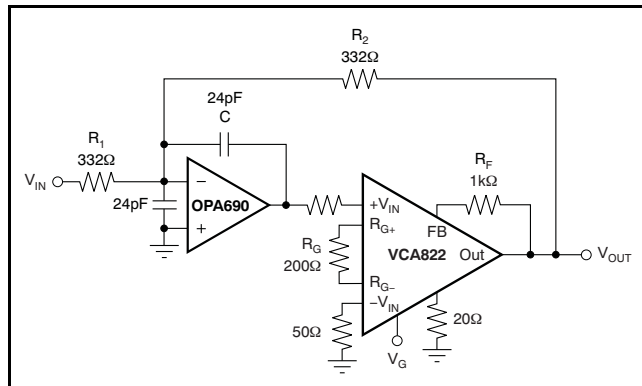 R2
332Ω
24pF
C
R1
332Ω
RF
1kΩ
VIN
24pF
−
OPA690
+
+VIN
FB
RG+
RG
200Ω
VCA822
Out
VOUT
RG−
−VIN
50Ω
20Ω
VG